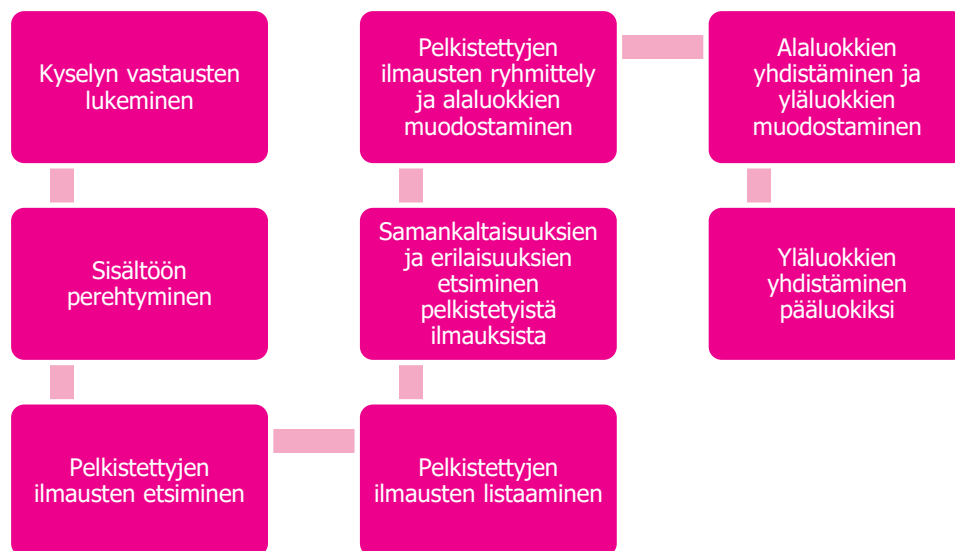 Kyselyn vastausten
lukeminen
Sisältöön
perehtyminen
Pelkistettyjen
ilmausten etsiminen
Pelkistettyjen
ilmausten listaaminen
Samankaltaisuuksien
ja erilaisuuksien
etsiminen
pelkistetyistä
ilmauksista
Pelkistettyjen
ilmausten ryhmittely
ja alaluokkien
muodostaminen
Alaluokkien
yhdistäminen ja
yläluokkien
muodostaminen
Yläluokkien
yhdistäminen
pääluokiksi